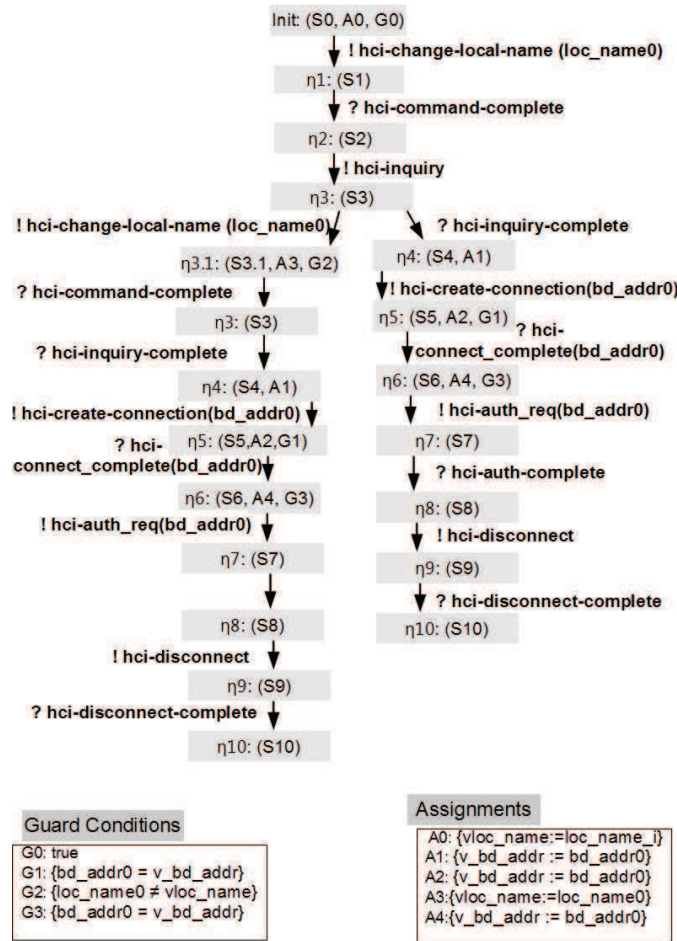 Init: (S0, A0, G0)
! hci-change-local-name (loc_name0)
η1: (S1)
? hci-command-complete
η2: (S2)
! hci-inquiry
η3: (S3)
! hci-change-local-name (loc_name0)
η3.1: (S3.1, A3, G2)
? hci-command-complete
η3: (S3)
? hci-inquiry-complete
η4: (S4, A1)
! hci-create-connection(bd_addr0)
η5: (S5,A2,G1)
? hci-
connect_complete(bd_addr0)
η6: (S6, A4, G3)
! hci-auth_req(bd_addr0)
η7: (S7)
η8: (S8)
! hci-disconnect
η9: (S9)
? hci-disconnect-complete
η10: (S10)
? hci-inquiry-complete
η4: (S4, A1)
! hci-create-connection(bd_addr0)
η5: (S5, A2, G1)
? hci-
connect_complete(bd_addr0)
η6: (S6, A4, G3)
! hci-auth_req(bd_addr0)
η7: (S7)
? hci-auth-complete
η8: (S8)
! hci-disconnect
η9: (S9)
? hci-disconnect-complete
η10: (S10)
Guard Conditions
G0: true
G1: {bd_addr0 = v_bd_addr}
G2: {loc_name0 ≠ vloc_name}
G3: {bd_addr0 = v_bd_addr}
Assignments
A0: {vloc_name:=loc_name_i}
A1: {v_bd_addr := bd_addr0}
A2: {v_bd_addr := bd_addr0}
A3:{vloc_name:=loc_name0}
A4:{v_bd_addr := bd_addr0}